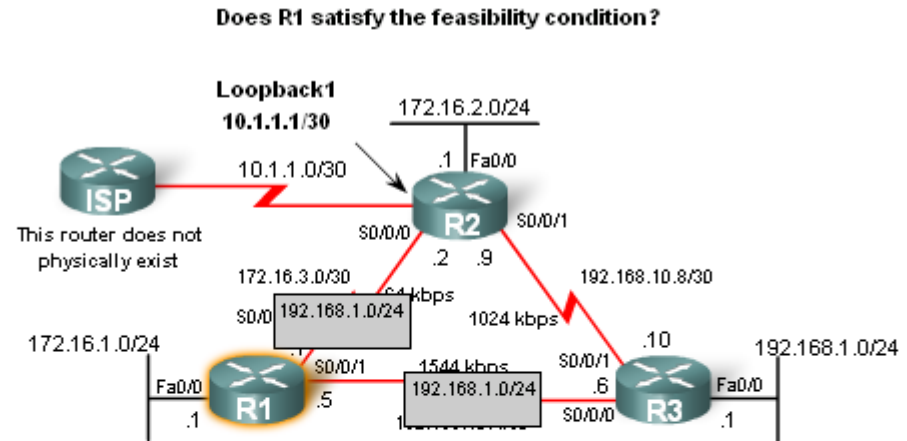 Does R1 satisfy the feasibility condition?
Loopback1
10.1.1.1/30
172.16.2.0/24
10.1.1.0/30
.1
Fa0/0
ISP
R2
This router does not
physically exist
S0/0/0
S0/0/1
.2
.9
172.16.3.0/30
192.168.10.8/30
kbps
S0/0
192.168.1.0/24
1024 kbps
172.16.1.0/24
.10
192.168.1.0/24
S0/0/1
1544 kbps
S0/0/1
Fa0/0
R1
.5
192.168.1.0/24
.6
R3
Fa0/0
.1
S0/0/0
.1